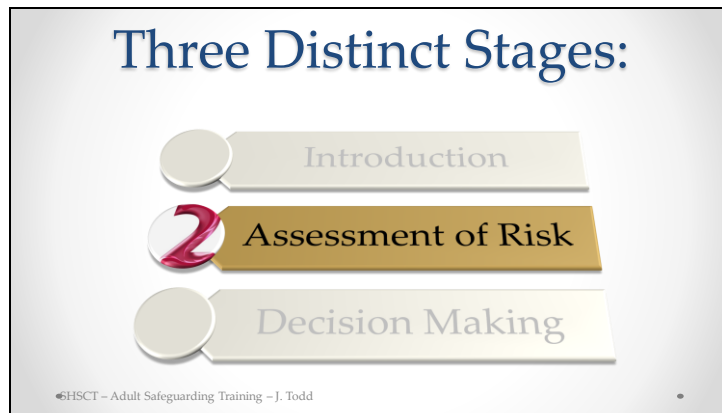 Three Distinct Stages:
Introduction
2 Assessment of Risk
Decision Making
SHSCT – Adult Safeguarding Training – J. Todd